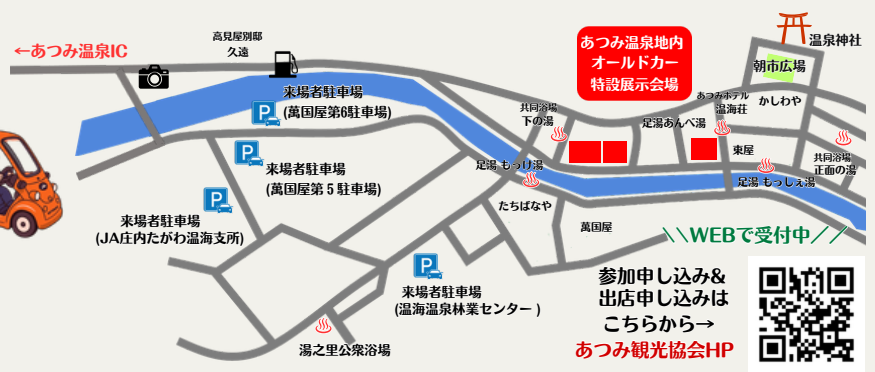 ←あつみ温泉IC
高見屋別邸
久遠
来場者駐車場
(萬国屋第6駐車場)
来場者駐車場
(萬国屋第５駐車場)
来場者駐車場
(JA庄内たがわ温海支所)
来場者駐車場
(温海温泉林業センター)
湯之里公衆浴場
あつみ温泉地内
オールドカー
特設展示会場
共同浴場
下の湯
足湯 もっけ湯
たちばなや
萬国屋
足湯あんべ湯
あつみホテル
温海荘
温泉神社
朝市広場
かしわや
東屋
共同浴場
正面の湯
足湯 もっしぇ湯
\\WEBで受付中//
参加申し込み&
出店申し込みは
こちらから→
あつみ観光協会HP
P
P
P
P